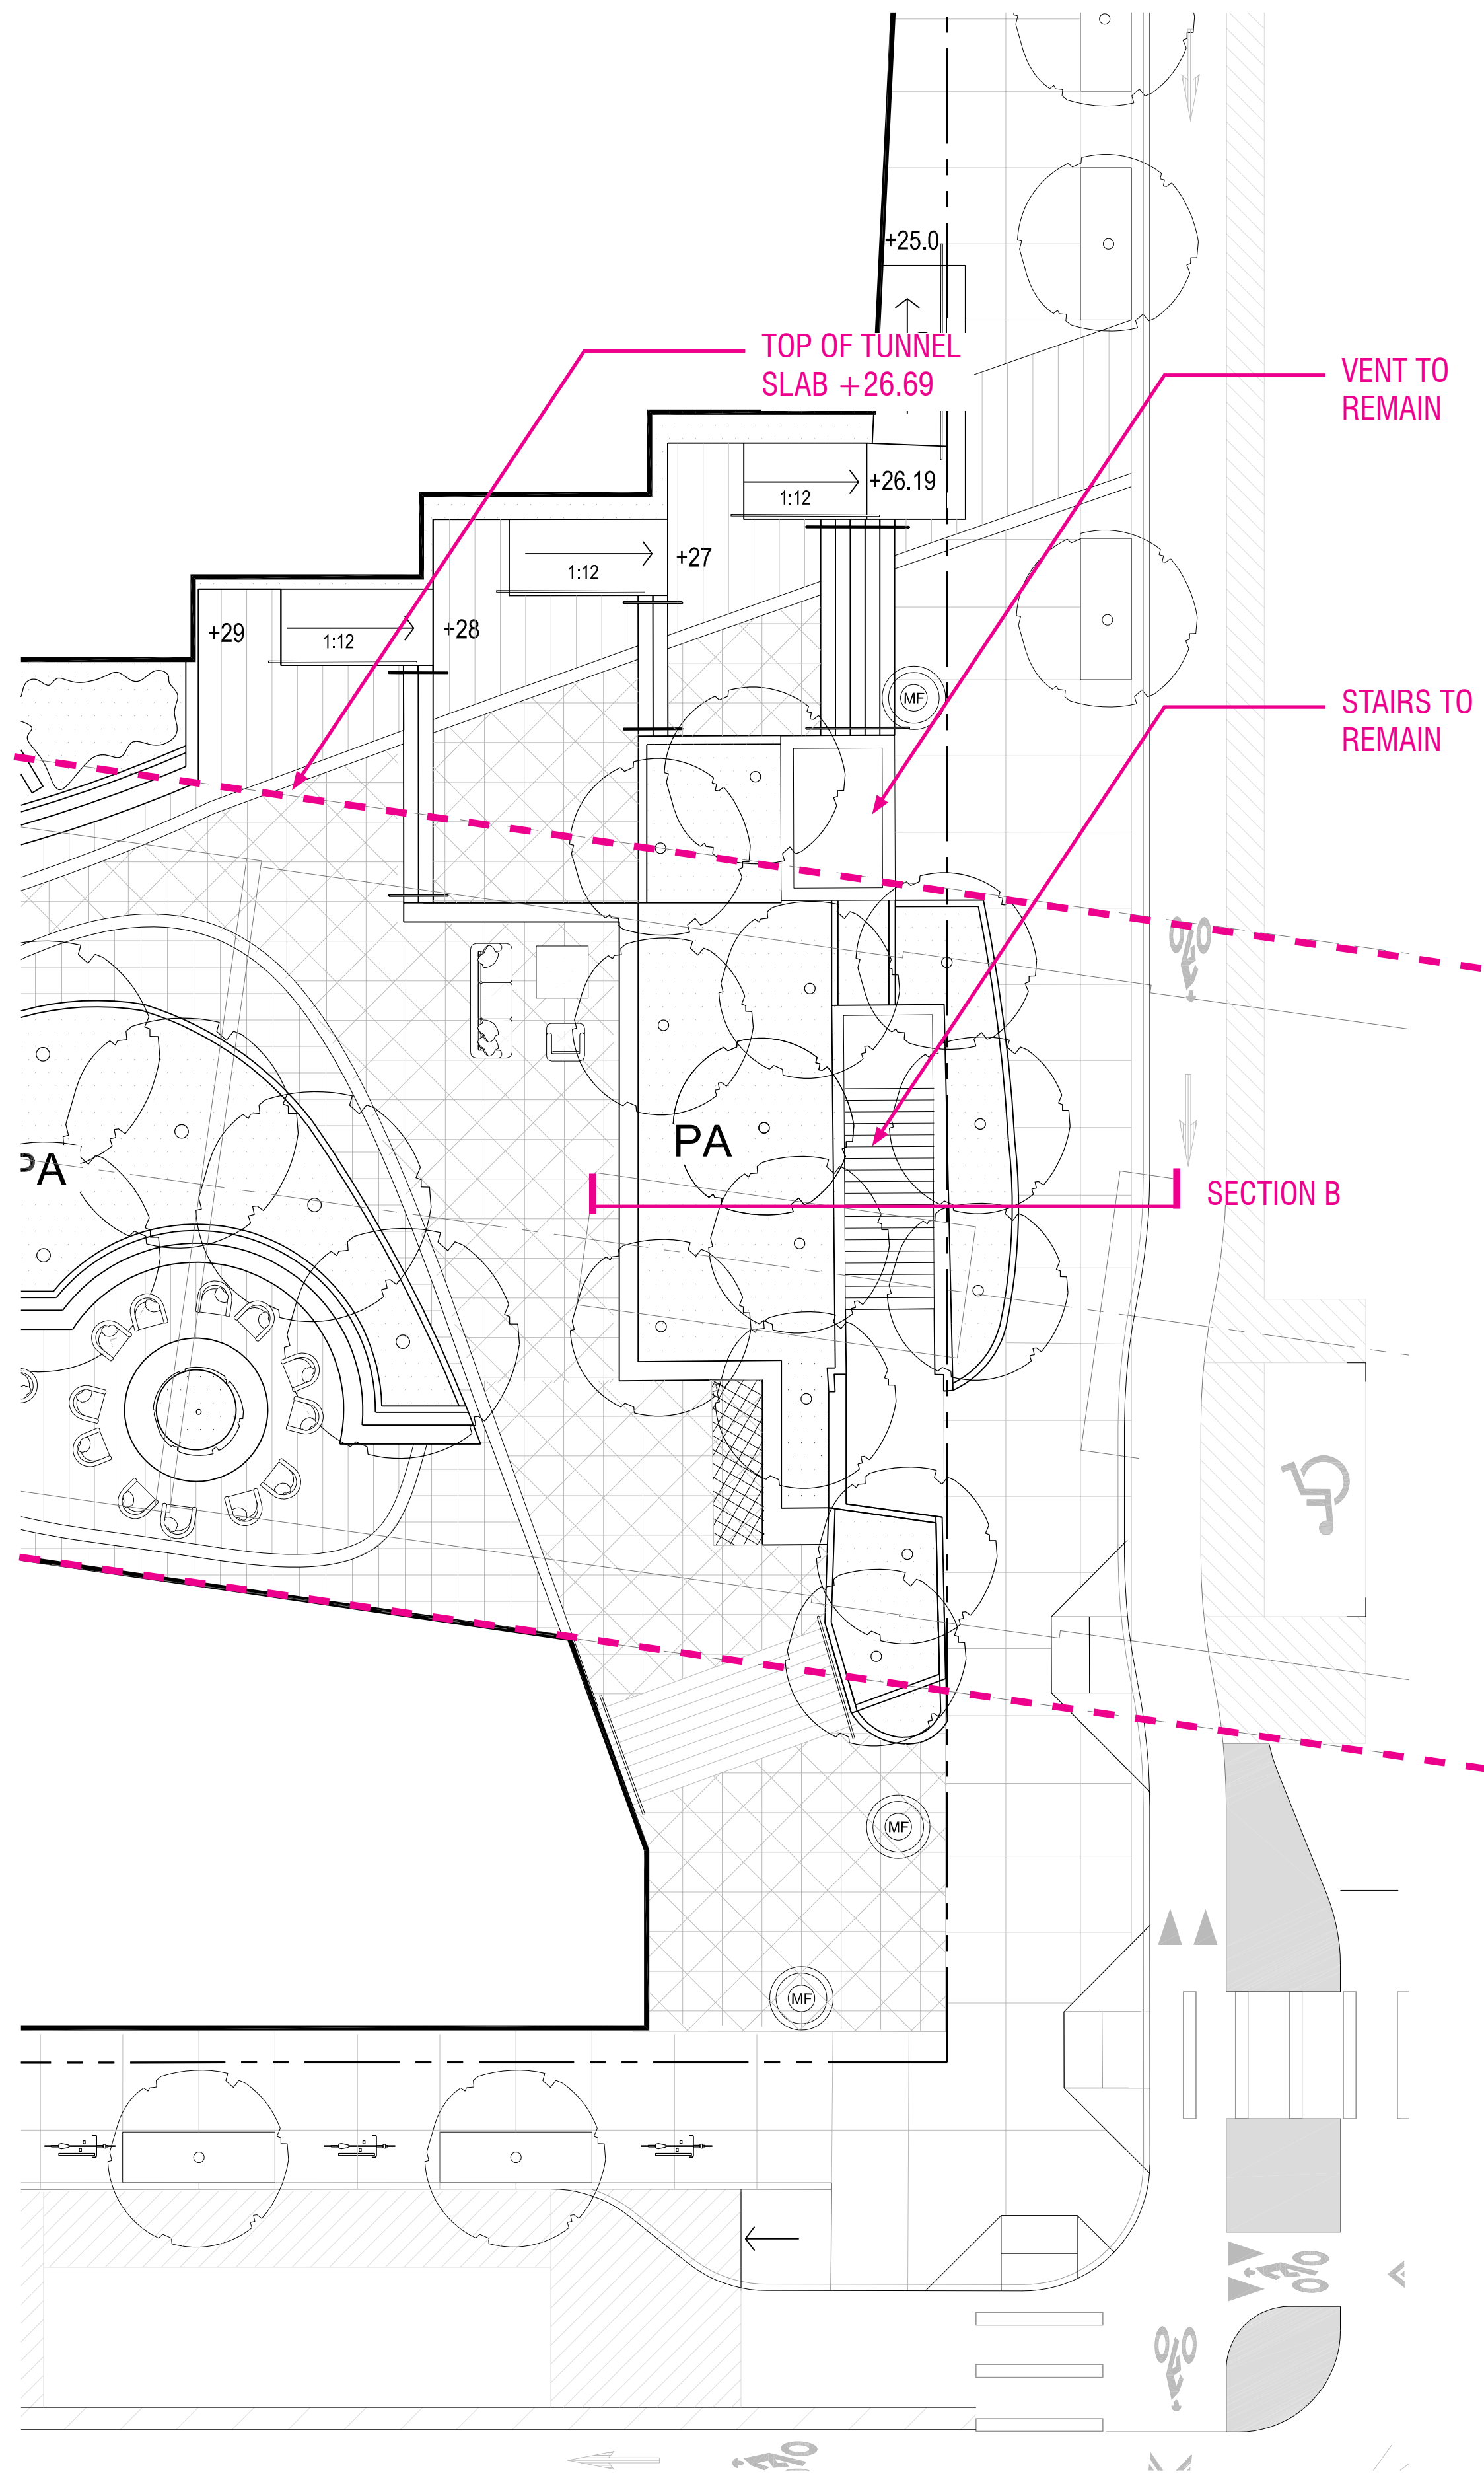 +25.0
TOP OF TUNNEL
SLAB +26.69
VENT TO
REMAIN
1:12
+26.19
1:12
+27
+29
1:12
+28
MF
STAIRS TO
REMAIN
PA
PA
SECTION B
MF
MF